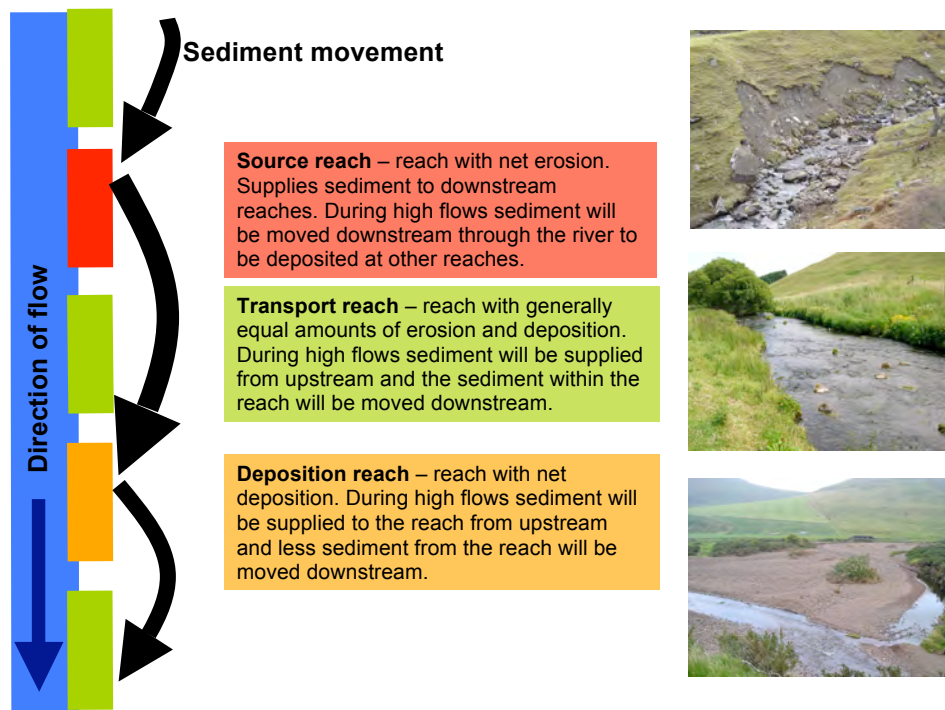 Sediment movement
Source reach – reach with net erosion.
Supplies sediment to downstream
reaches. During high flows sediment will
be moved downstream through the river to
be deposited at other reaches.
Transport reach – reach with generally
equal amounts of erosion and deposition.
During high flows sediment will be supplied
from upstream and the sediment within the
reach will be moved downstream.
Direction of flow
Deposition reach – reach with net
deposition. During high flows sediment will
be supplied to the reach from upstream
and less sediment from the reach will be
moved downstream.